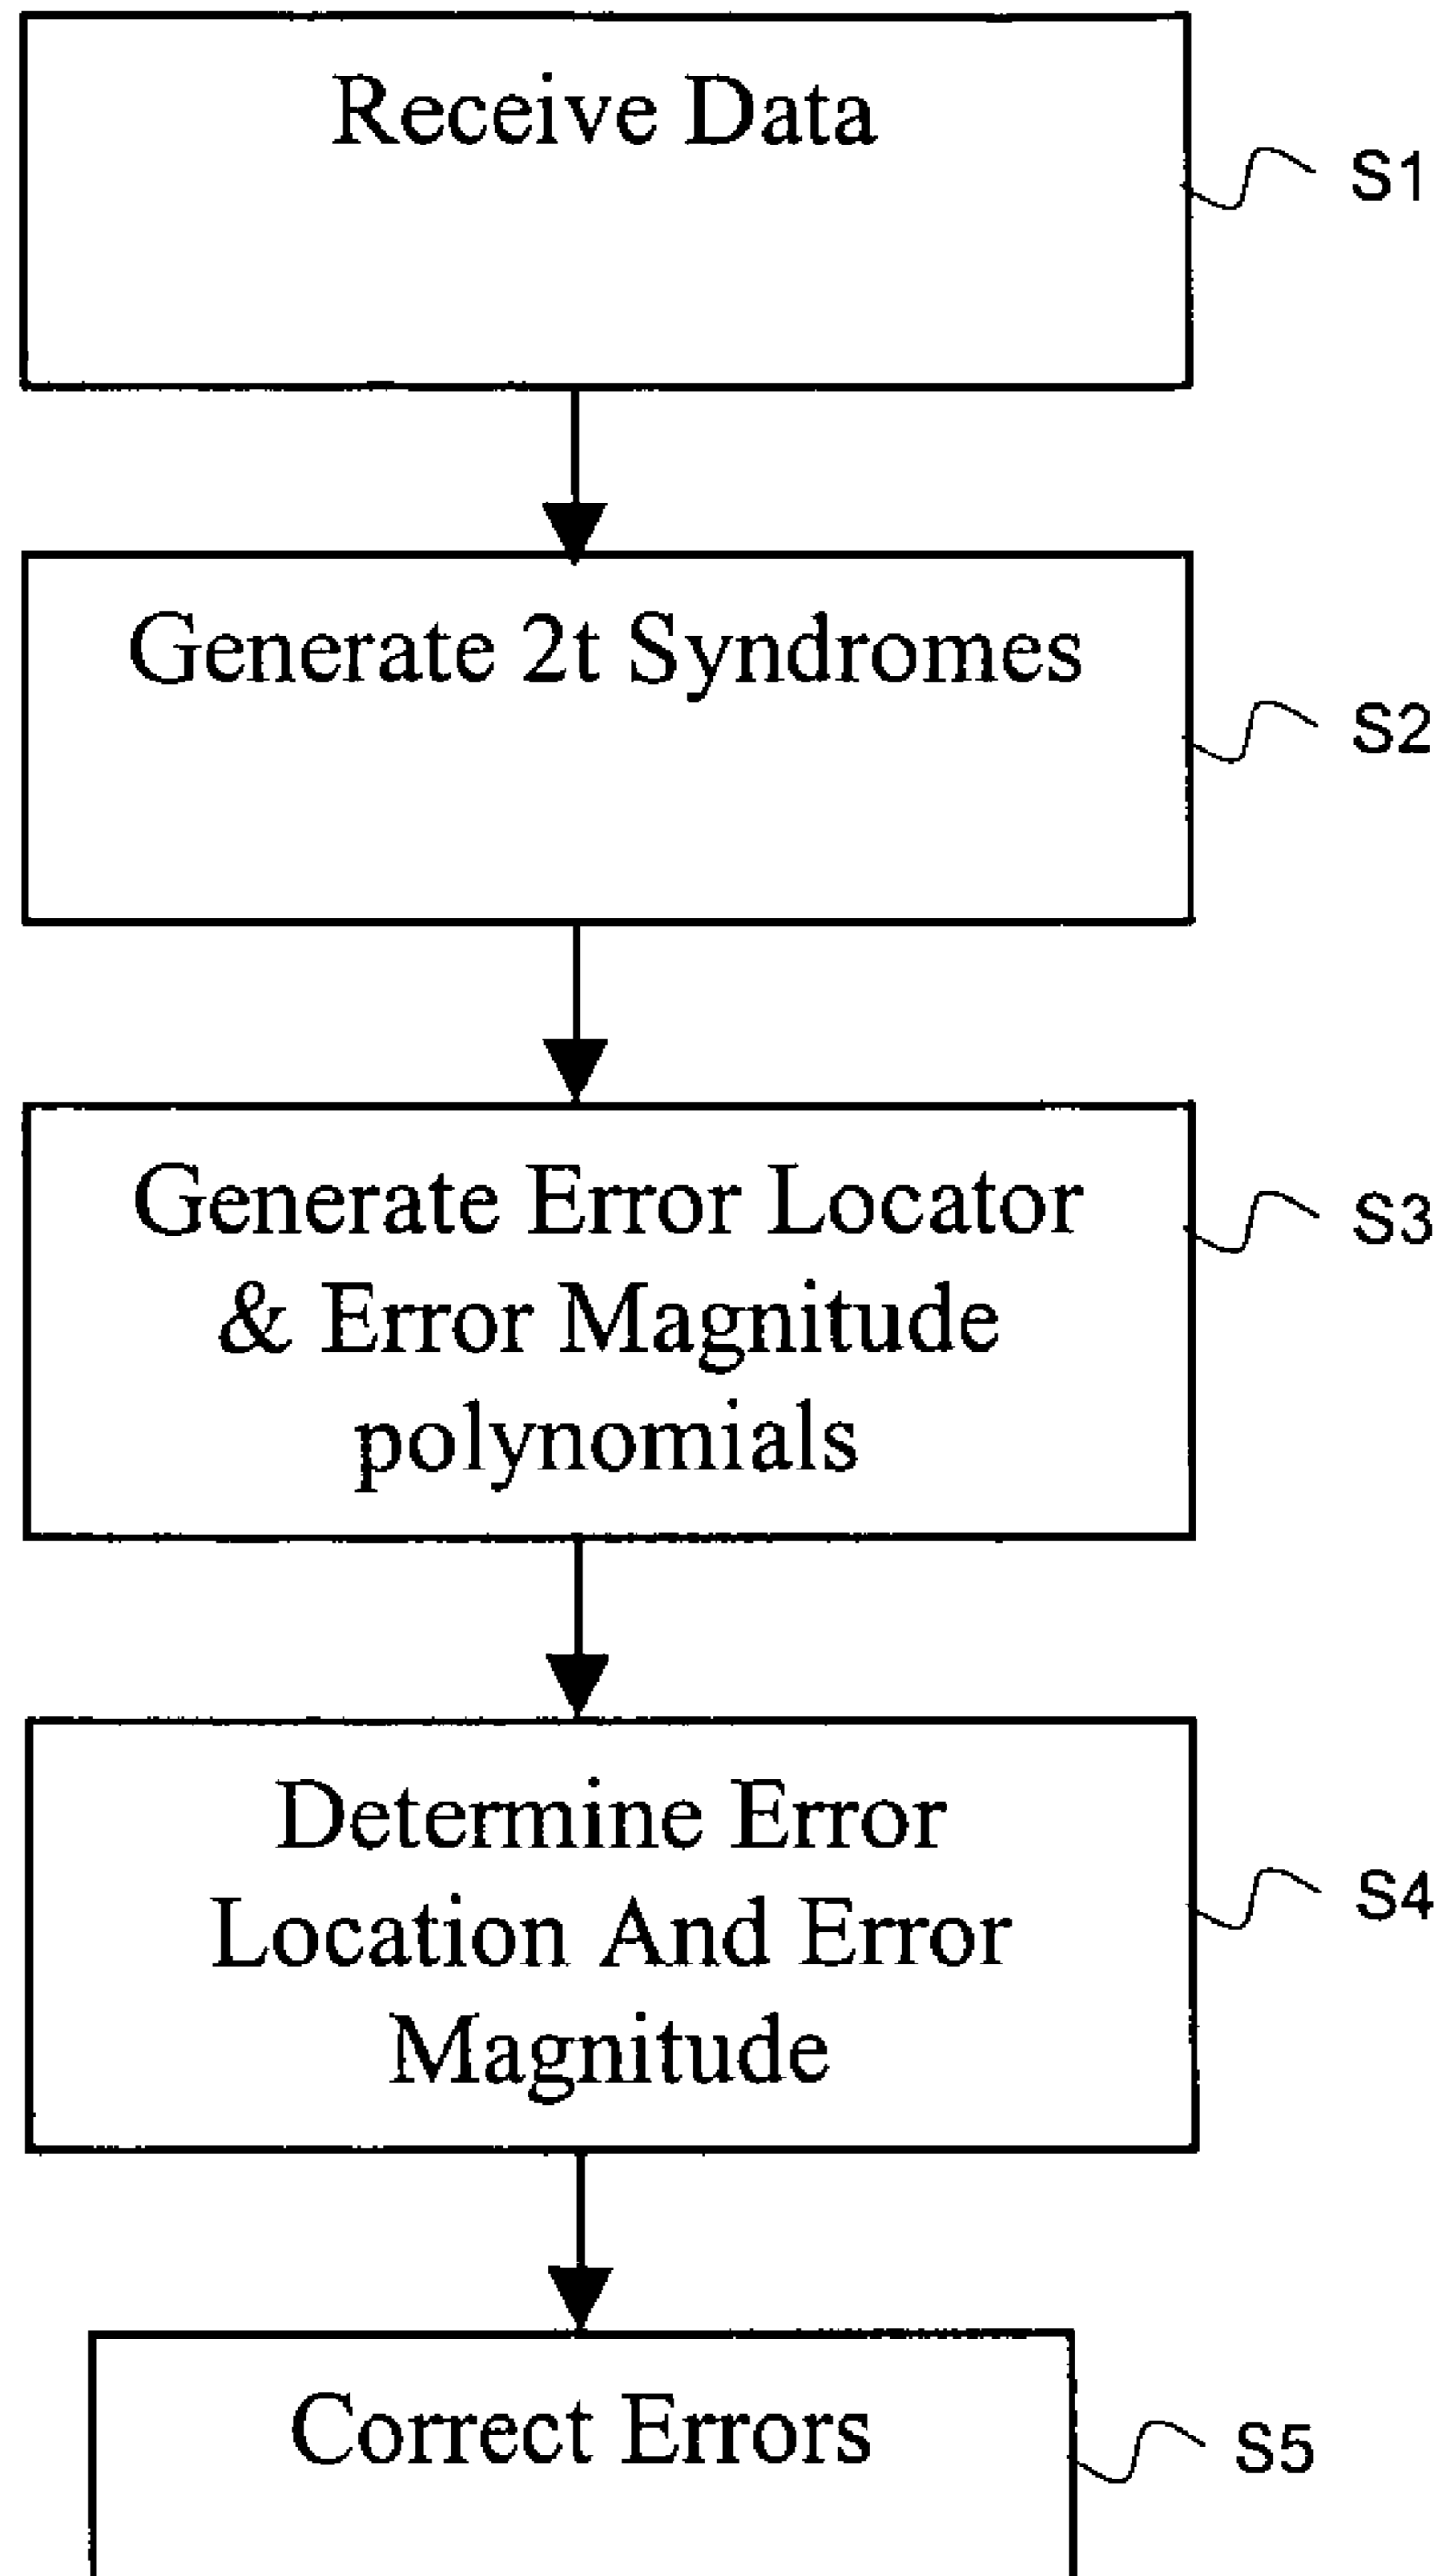 Receive Data
S1
Generate 2t Syndromes
S2
Generate Error Locator
& Error Magnitude
polynomials
S3
Determine Error
Location And Error
Magnitude
S4
Correct Errors
S5